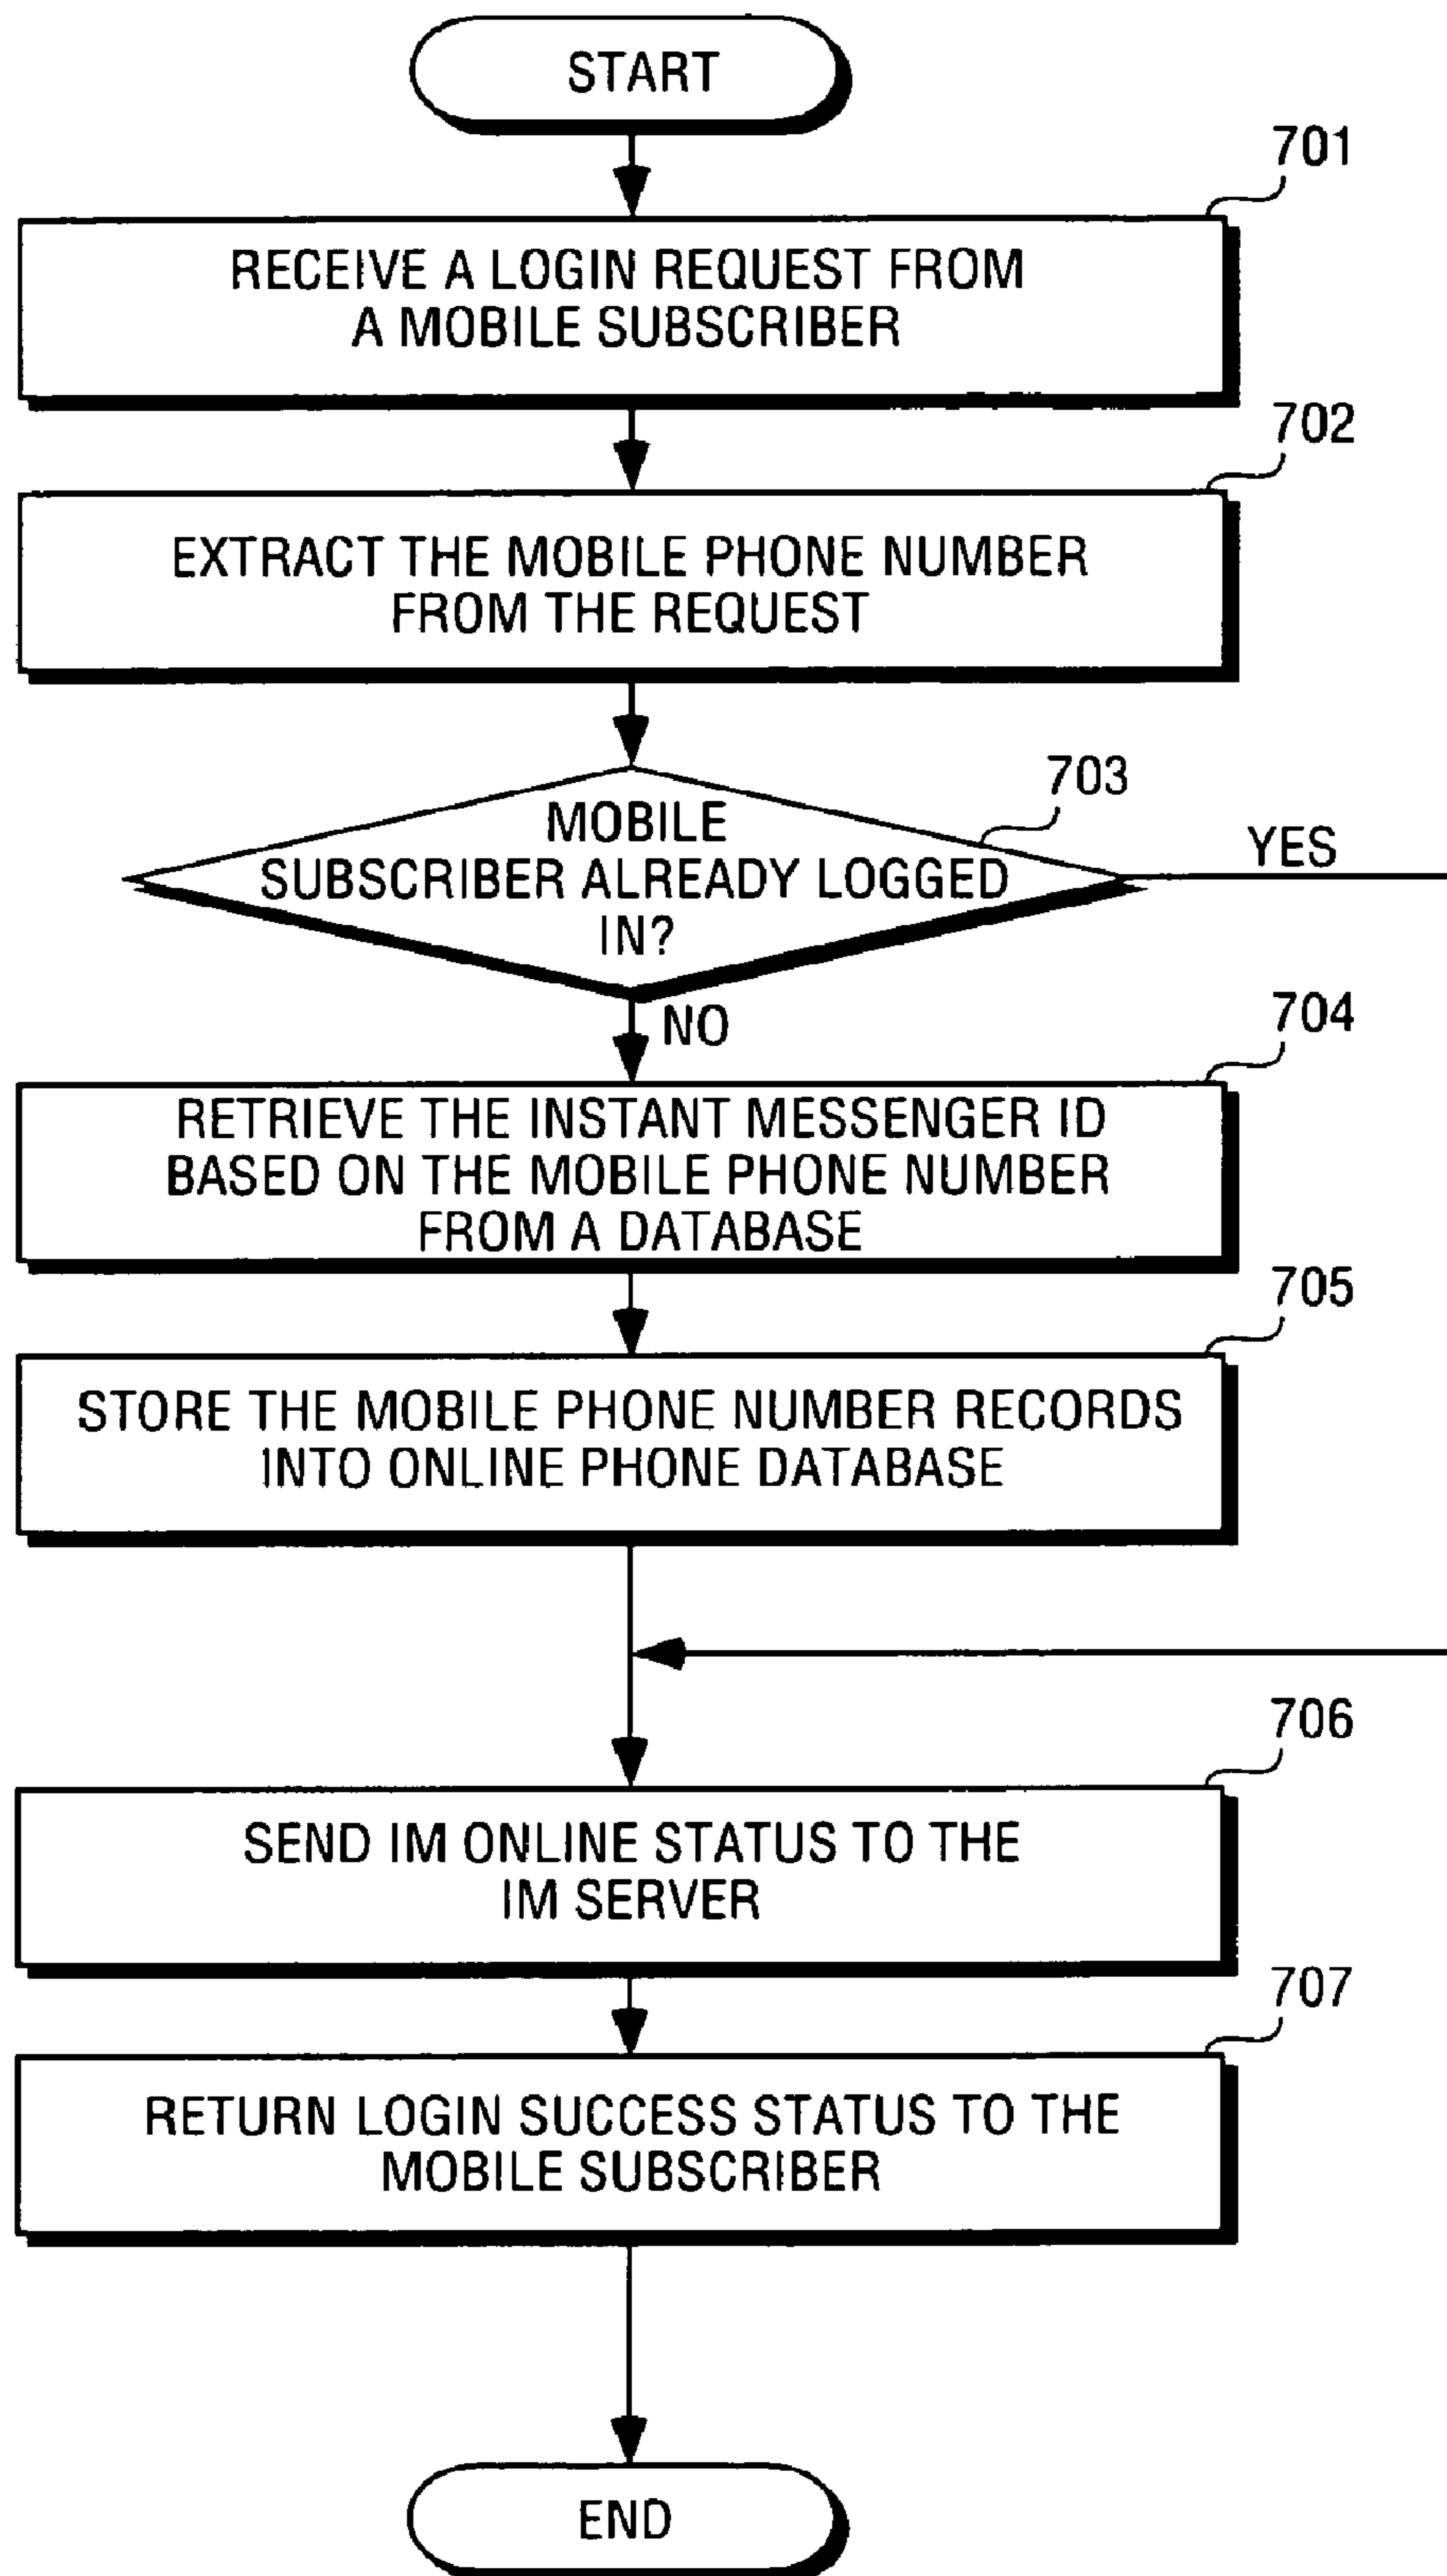 START
701
RECEIVE A LOGIN REQUEST FROM
A MOBILE SUBSCRIBER
702
EXTRACT THE MOBILE PHONE NUMBER
FROM THE REQUEST
703
MOBILE
SUBSCRIBER ALREADY LOGGED
IN?
YES
NO
704
RETRIEVE THE INSTANT MESSENGER ID
BASED ON THE MOBILE PHONE NUMBER
FROM A DATABASE
705
STORE THE MOBILE PHONE NUMBER RECORDS
INTO ONLINE PHONE DATABASE
706
SEND IM ONLINE STATUS TO THE
IM SERVER
707
RETURN LOGIN SUCCESS STATUS TO THE
MOBILE SUBSCRIBER
END